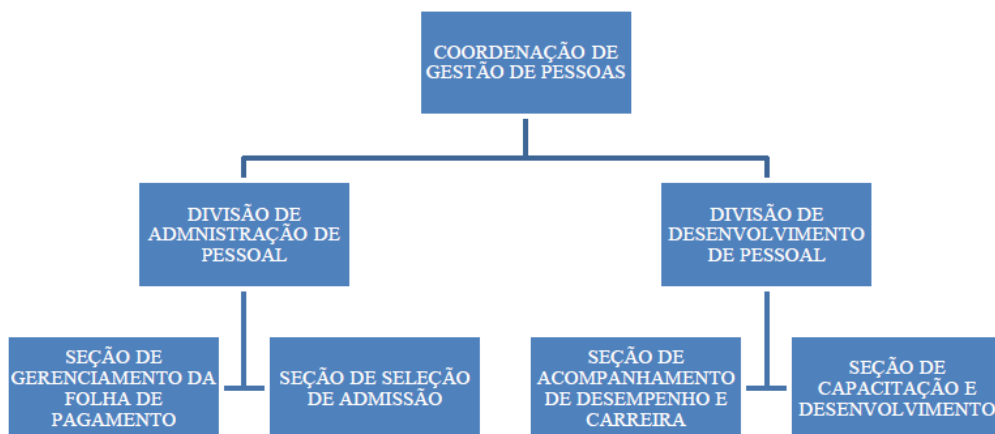 COORDENAÇÃO DE
GESTÃO DE PESSOAS
DIVISÃO DE
ADMNISTRAÇÃO DE
PESSOAL
DIVISÃO DE
DESENVOLVIMENTO
DE PESSOAL
SEÇÃO DE
GERENCIAMENTO DA
FOLHA DE
PAGAMENTO
SEÇÃO DE SELEÇÃO
DE ADMISSÃO
SEÇÃO DE
ACOMPANHAMENTO
DE DESEMPENHO E
CARREIRA
SEÇÃO DE
CAPACITAÇÃO E
DESENVOLVIMENTO